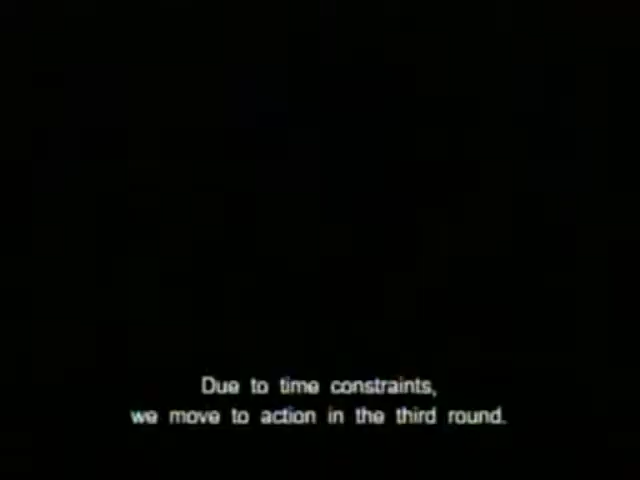 Due to time constraints,
we move to action in the third round.